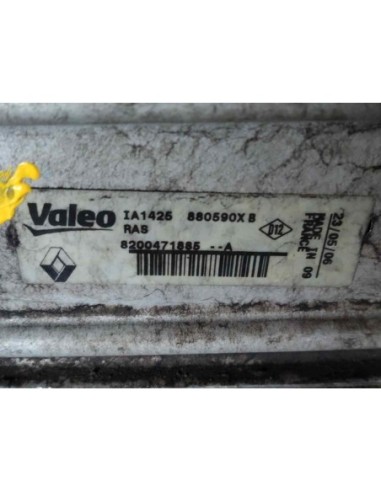 Valeo
IA1425 880590X B
RAS
8200471885 --A
D12
23/05/06
MADE IN
FRANCE 09